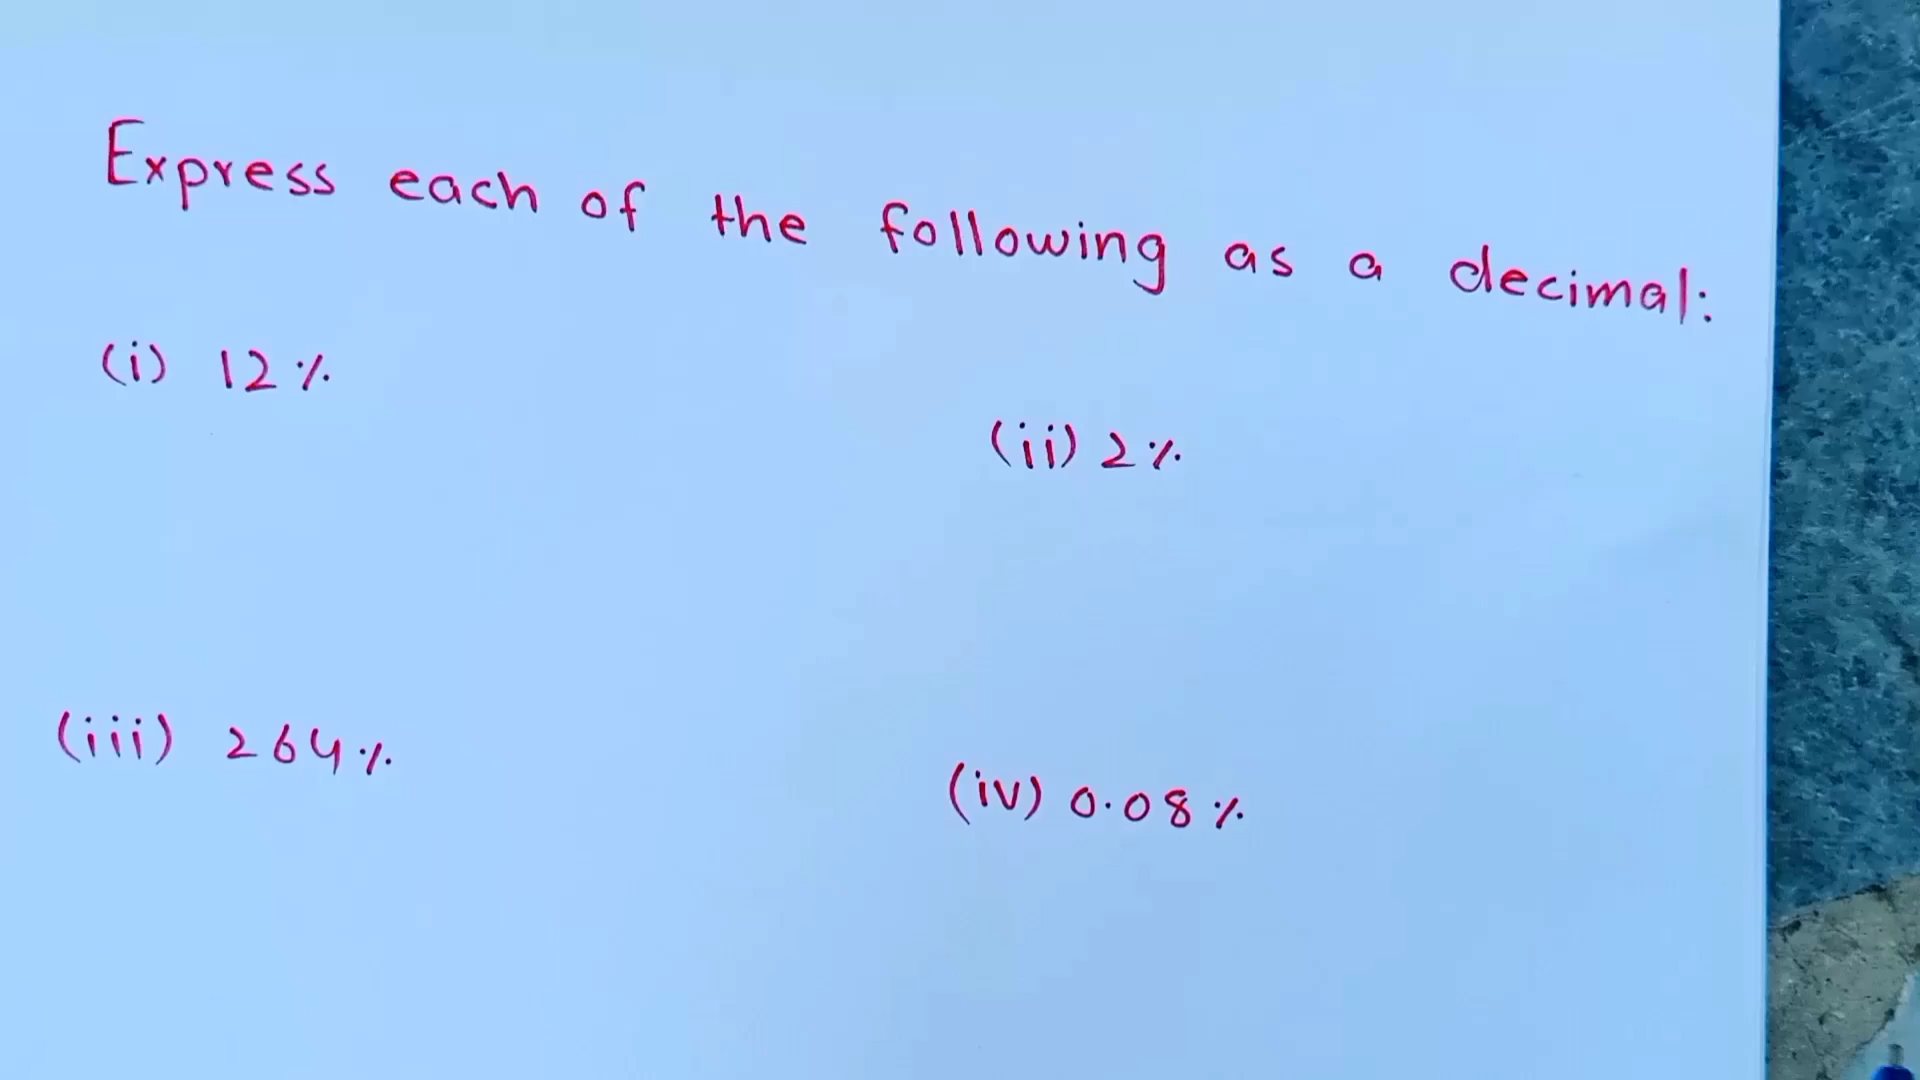 Express each of the following as a decimal:
(i) 12%
(ii) 2%
(iii) 264%
(iv) 0.08%